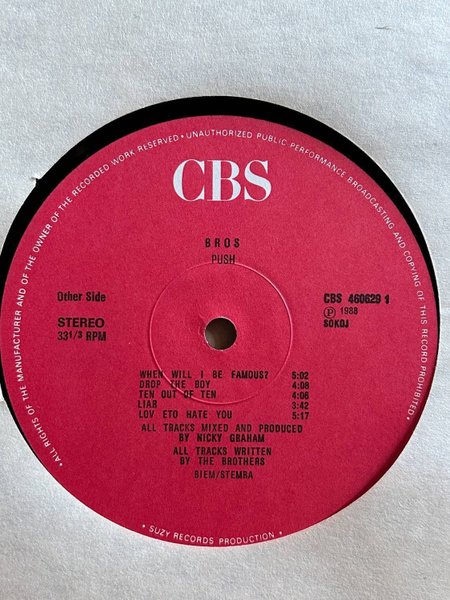 • ALL RIGHTS OF THE MANUFACTURER AND OF THE OWNER OF THE RECORDED WORK RESERVED • UNAUTHORIZED PUBLIC PERFORMANCE BROADCASTING AND COPYING OF THIS RECORD PROHIBITED •
CBS
BROS
PUSH
Other Side
CBS 460629 1
Ⓟ 1988
SOKOJ
STEREO
33 1/3 RPM
WHEN WILL I BE FAMOUS? 5:02
DROP THE BOY 4:08
TEN OUT OF TEN 4:06
LIAR 3:42
LOV ETO HATE YOU 5:17
ALL TRACKS MIXED AND PRODUCED
BY NICKY GRAHAM
ALL TRACKS WRITTEN
BY THE BROTHERS
BIEM/STEMRA
• SUZY RECORDS PRODUCTION •